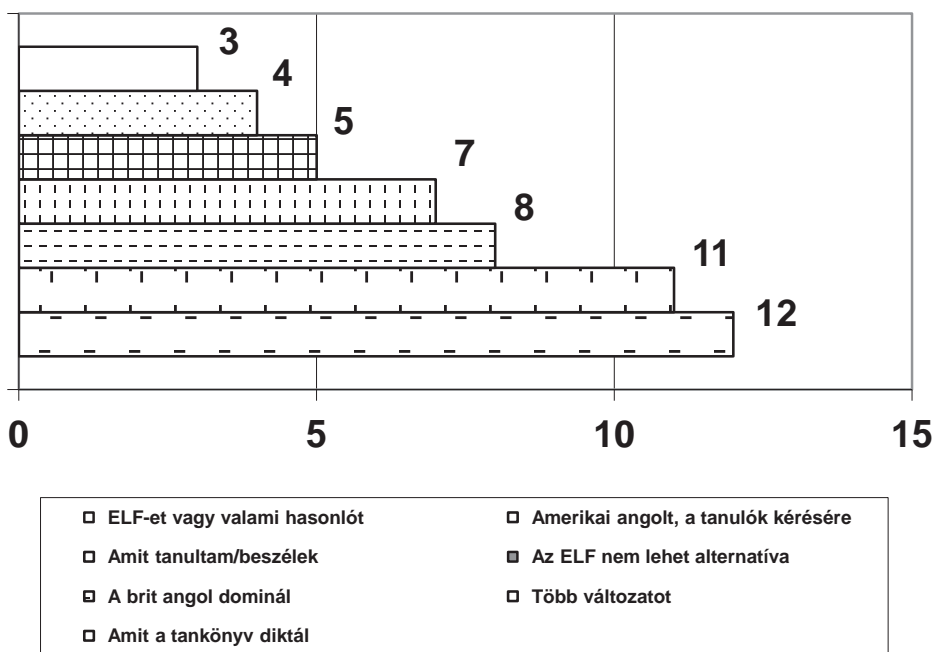 3
4
5
7
8
11
12
0 5 10 15
ELF-et vagy valami hasonlót Amerikai angolt, a tanulók kérésére
Amit tanultam/beszélek Az ELF nem lehet alternatíva
A brit angol dominál Több változatot
Amit a tankönyv diktál